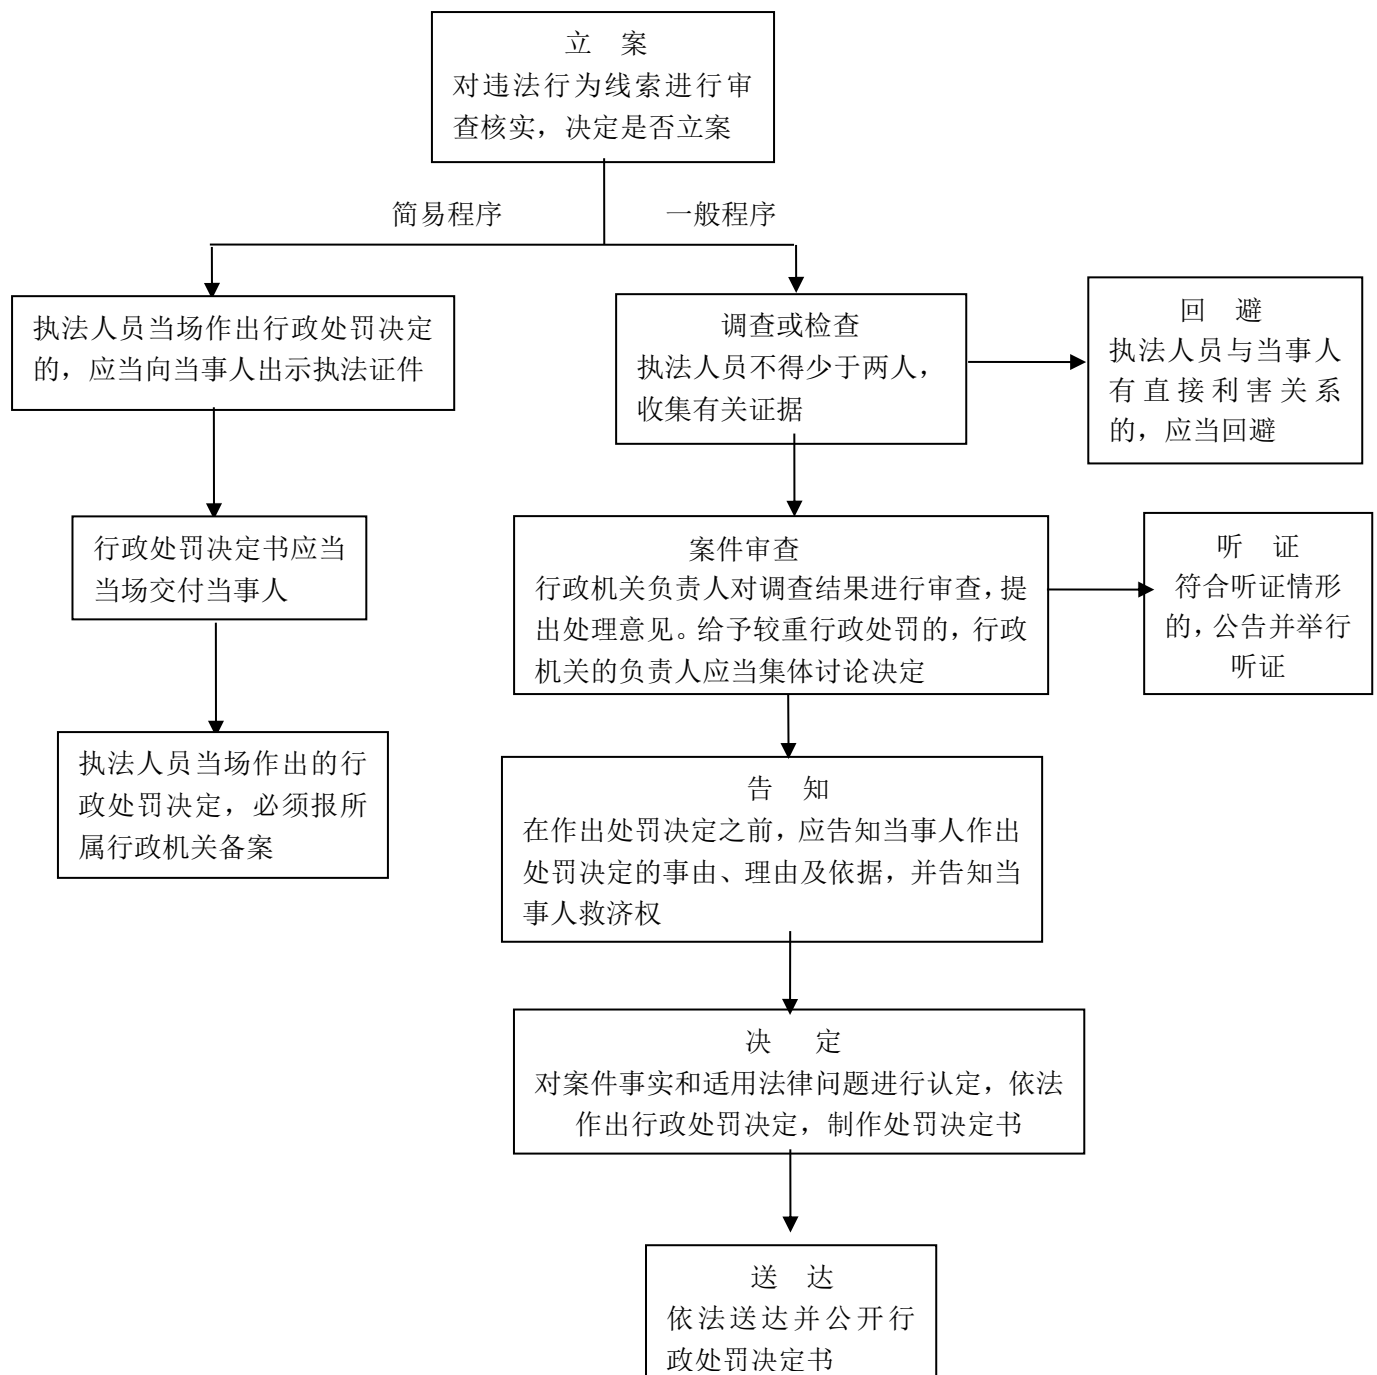 立 案
对违法行为线索进行审
查核实，决定是否立案
简易程序
一般程序
执法人员当场作出行政处罚决定
的，应当向当事人出示执法证件
调查或检查
执法人员不得少于两人，
收集有关证据
回 避
执法人员与当事人
有直接利害关系
的，应当回避
行政处罚决定书应当
当场交付当事人
案件审查
行政机关负责人对调查结果进行审查，提
出处理意见。给予较重行政处罚的，行政
机关的负责人应当集体讨论决定
听 证
符合听证情形
的，公告并举行
听证
执法人员当场作出的行
政处罚决定，必须报所
属行政机关备案
告 知
在作出处罚决定之前，应告知当事人作出
处罚决定的事由、理由及依据，并告知当
事人救济权
决 定
对案件事实和适用法律问题进行认定，依法
作出行政处罚决定，制作处罚决定书
送 达
依法送达并公开行
政处罚决定书